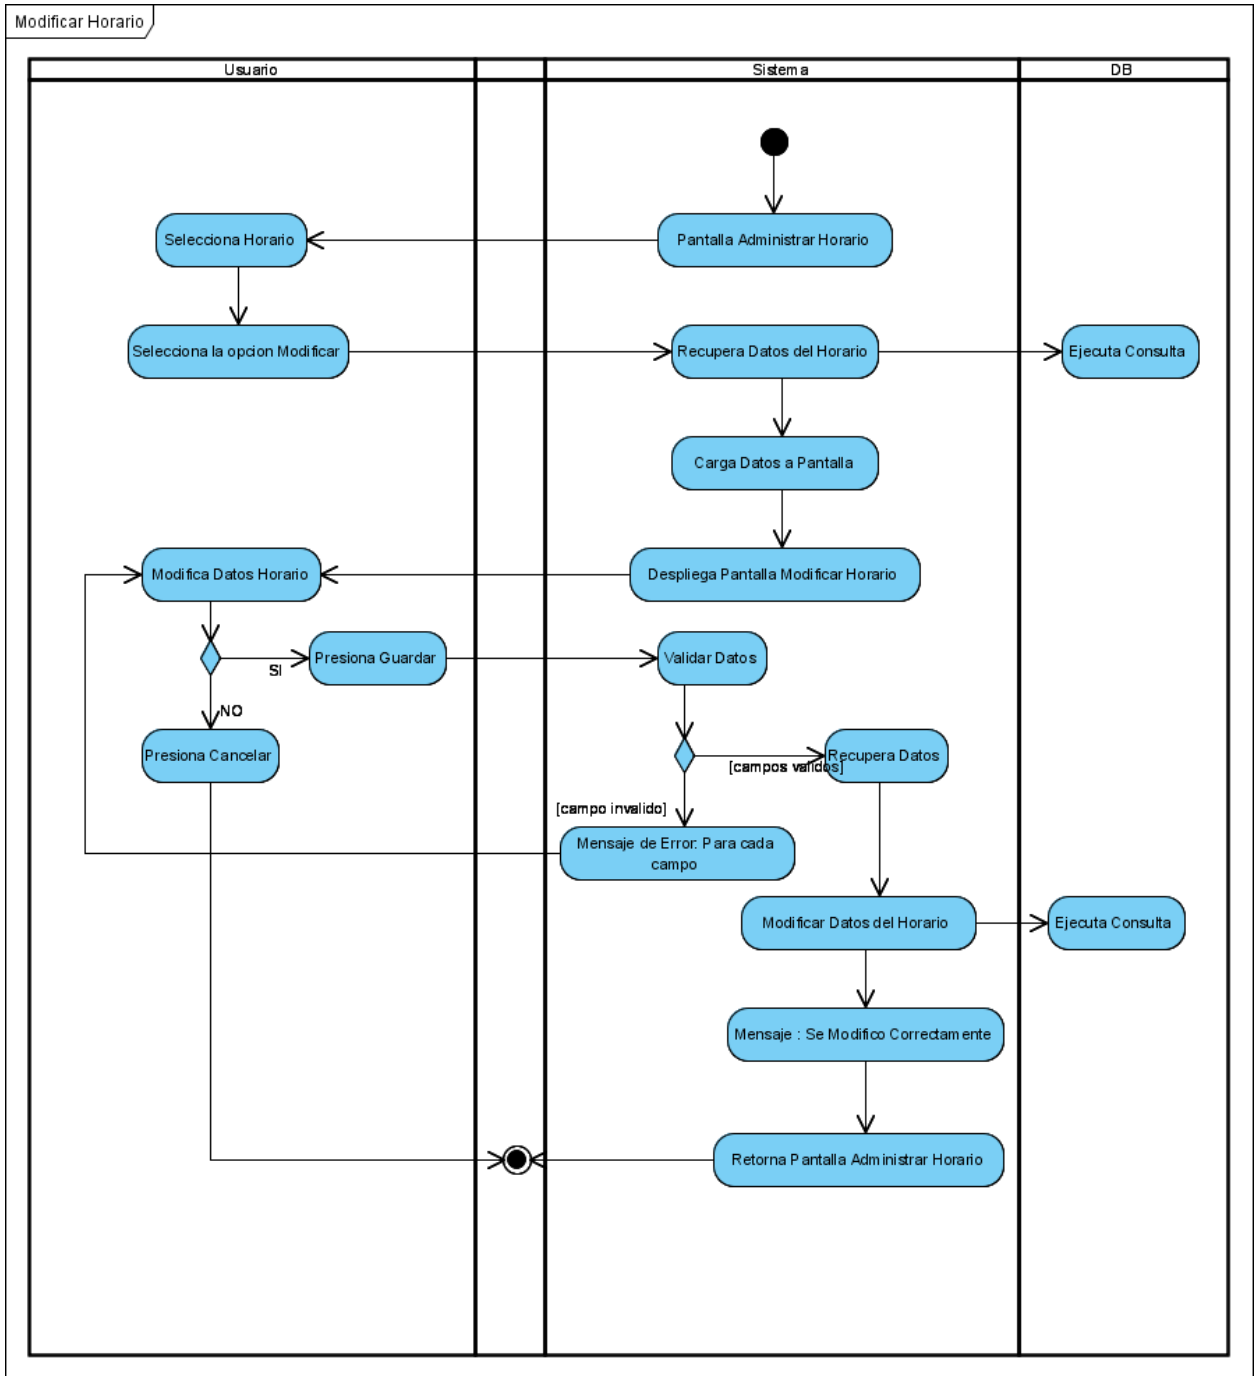 Modificar Horario
Usuario
Sistema
DB
Selecciona Horario
Pantalla Administrar Horario
Selecciona la opcion Modificar
Recupera Datos del Horario
Ejecuta Consulta
Carga Datos a Pantalla
Modifica Datos Horario
Despliega Pantalla Modificar Horario
SI
Presiona Guardar
Validar Datos
NO
Presiona Cancelar
[campos validos]
Recupera Datos
[campo invalido]
Mensaje de Error: Para cada
campo
Modificar Datos del Horario
Ejecuta Consulta
Mensaje : Se Modifico Correctamente
Retorna Pantalla Administrar Horario